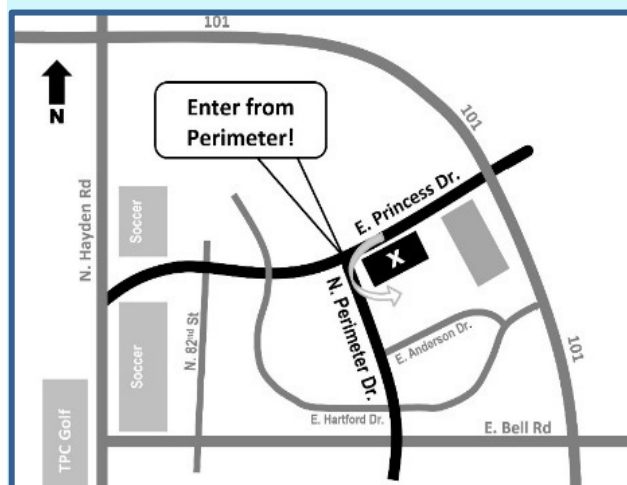 101
N
Enter from
Perimeter!
101
N. Hayden Rd
Soccer
E. Princess Dr.
X
N. 82nd St
N. Perimeter Dr.
E. Anderson Dr.
101
Soccer
E. Hartford Dr.
E. Bell Rd
TPC Golf